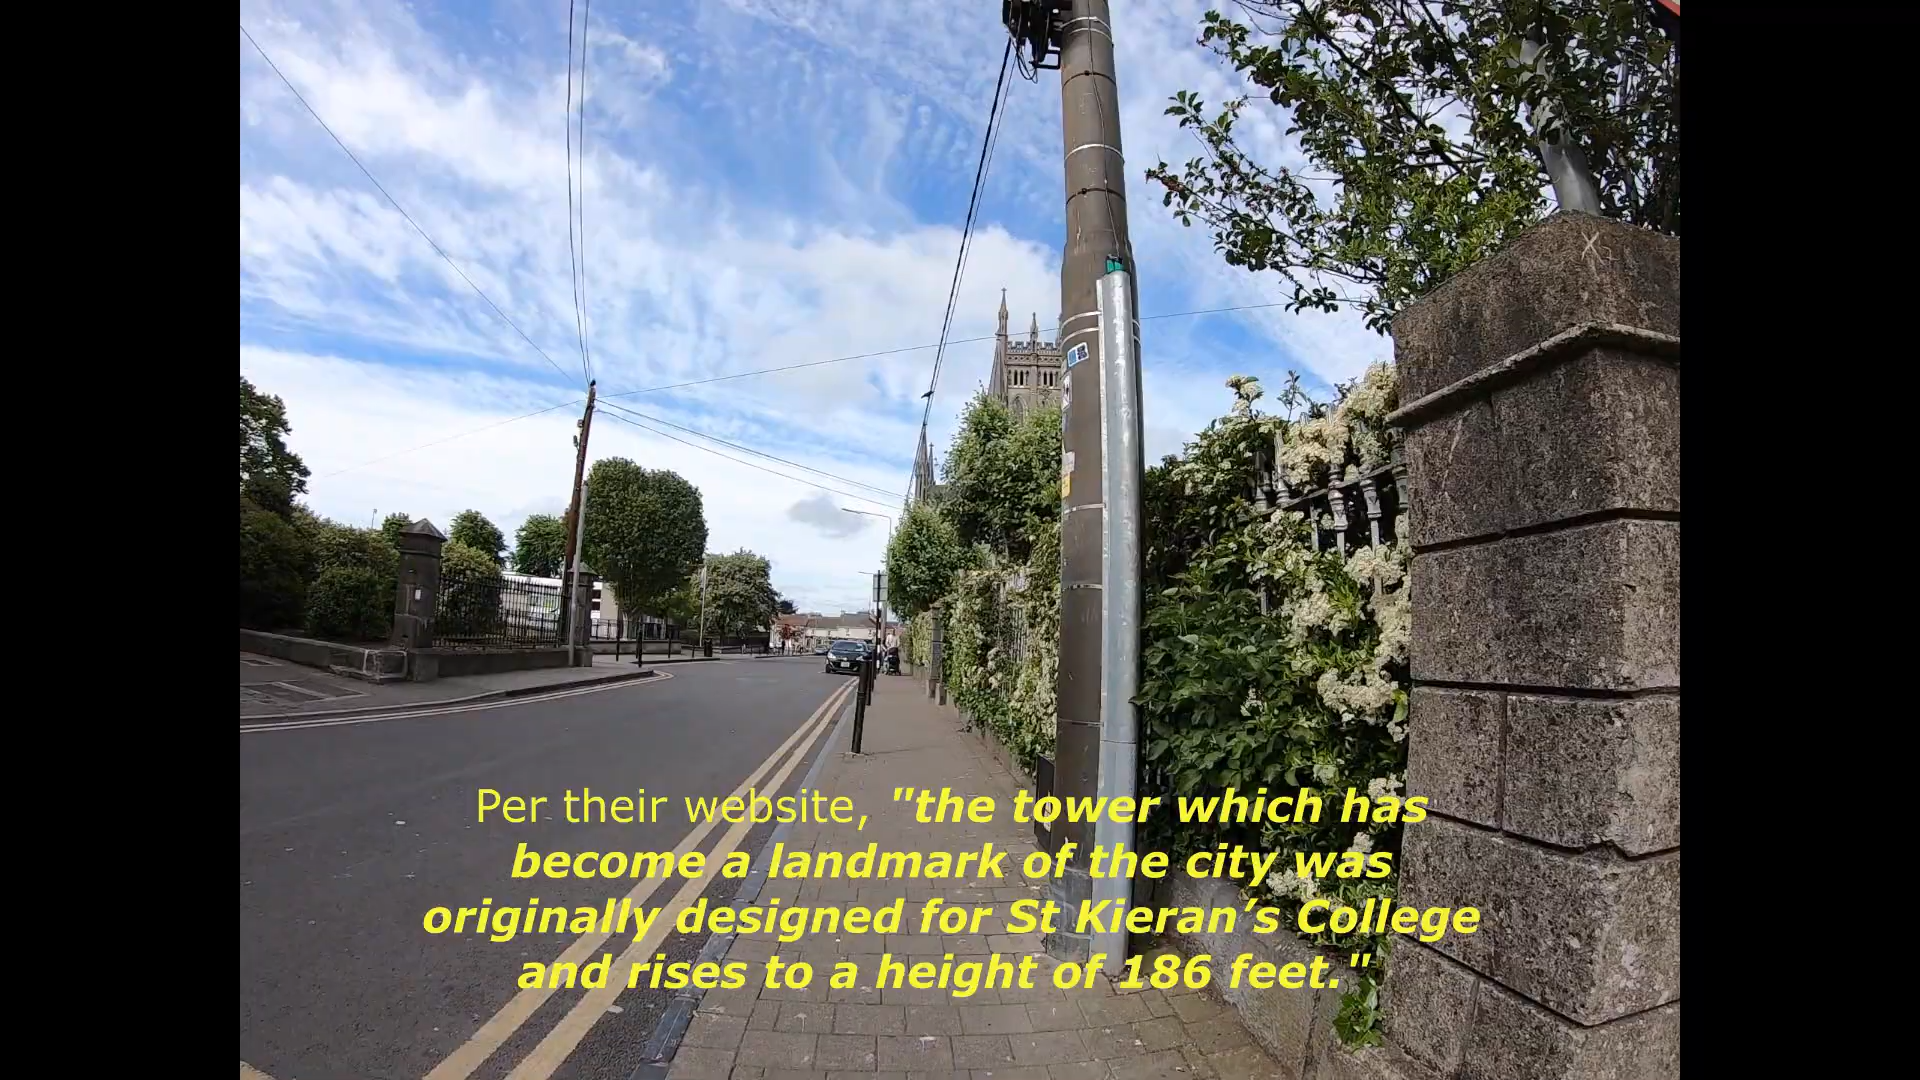 Per their website, "the tower which has
become a landmark of the city was
originally designed for St Kieran’s College
and rises to a height of 186 feet."